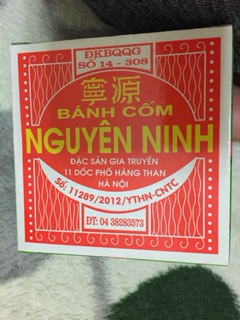 ĐKBQQG
SỐ 14 - 308
寧源
BÁNH CỐM
NGUYÊN NINH
ĐẶC SẢN GIA TRUYỀN
11 DỐC PHỐ HÀNG THAN
HÀ NỘI
Số: 11289/2012/YTHN-CNTC
ĐT: 04 38283573